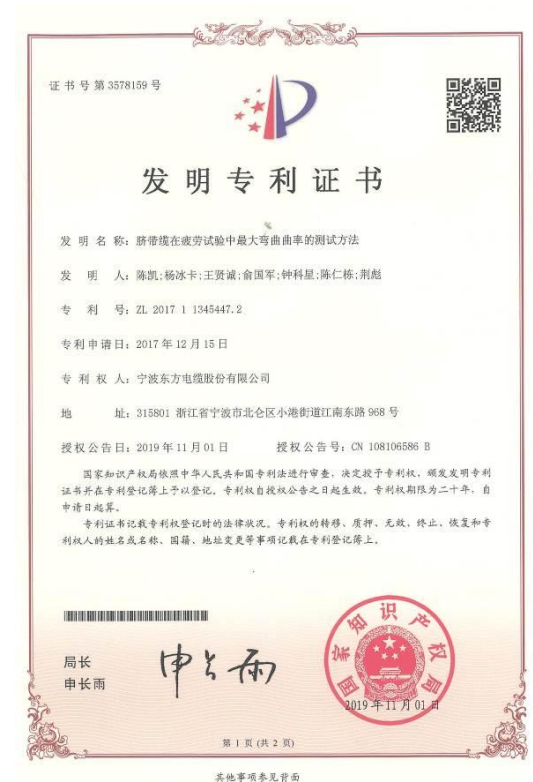 证书号第3578159号
发明专利证书
发明名称：脐带缆在疲劳试验中最大弯曲曲率的测试方法
发明人：陈凯;杨冰卡;王贤诚;俞国军;钟科星;陈仁栋;荆彪
专利号：ZL 2017 1 1345447.2
专利申请日：2017年12月15日
专利权人：宁波东方电缆股份有限公司
地址：315801 浙江省宁波市北仑区小港街道江南东路968号
授权公告日：2019年11月01日 授权公告号：CN 108106586 B
国家知识产权局依照中华人民共和国专利法进行审查，决定授予专利权，颁发发明专利
证书并在专利登记簿上予以登记。专利权自授权公告之日起生效。专利权期限为二十年，自
申请日起算。
专利证书记载专利权登记时的法律状况。专利权的转移、质押、无效、终止、恢复和专
利权人的姓名或名称、国籍、地址变更等事项记载在专利登记簿上。
局长
申长雨
申长雨
国家知识产权局
2019年11月01日
第1页(共2页)
其他事项参见背面